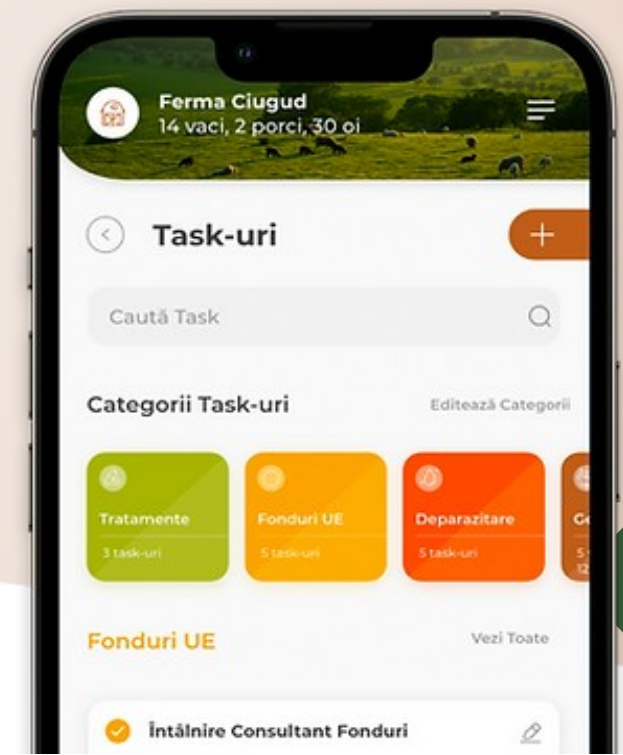 Ferma Ciugud
14 vaci, 2 porci, 30 oi
Task-uri
Caută Task
Categorii Task-uri
Editează Categorii
Tratamente
3 task-uri
Fonduri UE
5 task-uri
Deparazitare
5 task-uri
Fonduri UE
Vezi Toate
Întâlnire Consultant Fonduri